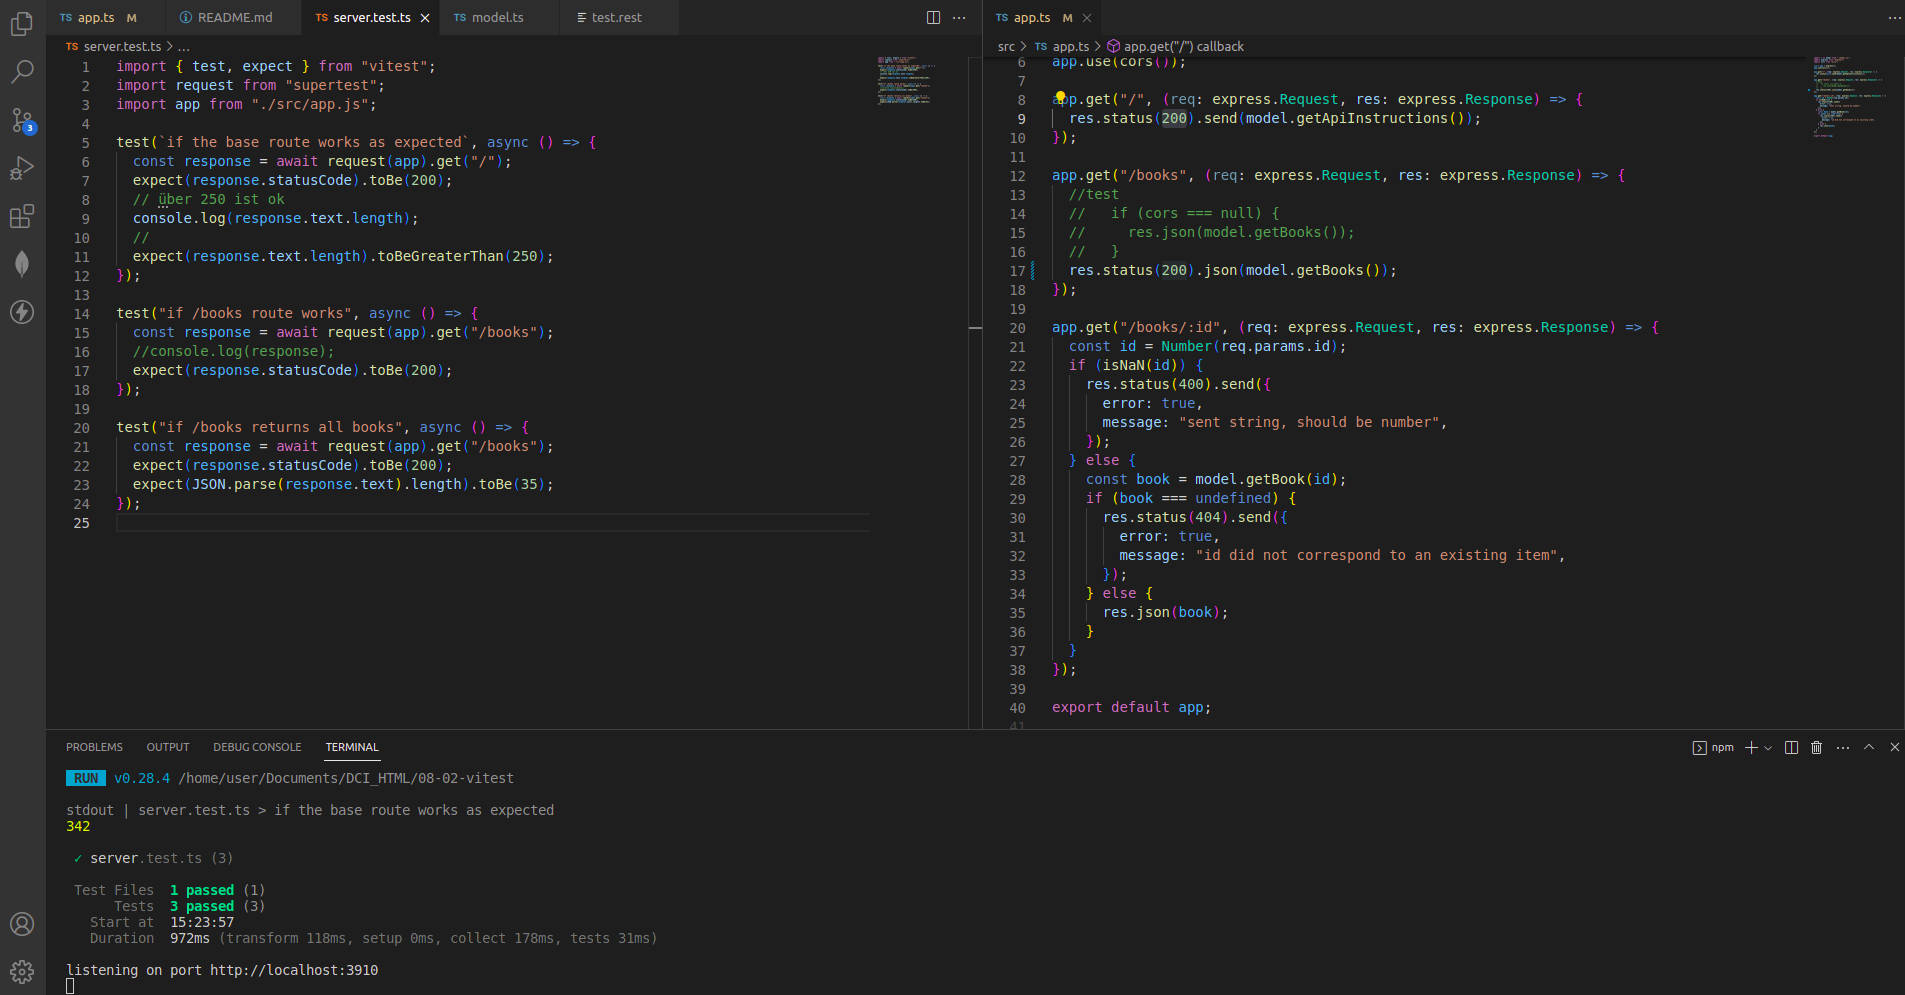 TS app.ts M
README.md
TS server.test.ts
TS model.ts
test.rest
TS app.ts M
TS server.test.ts > ...
src > TS app.ts > app.get("/") callback
3
1 import { test, expect } from "vitest";
2 import request from "supertest";
3 import app from "./src/app.js";
4
5 test(`if the base route works as expected`, async () => {
6 const response = await request(app).get("/");
7 expect(response.statusCode).toBe(200);
8 // über 250 ist ok
9 console.log(response.text.length);
10 //
11 expect(response.text.length).toBeGreaterThan(250);
12 });
13
14 test("if /books route works", async () => {
15 const response = await request(app).get("/books");
16 //console.log(response);
17 expect(response.statusCode).toBe(200);
18 });
19
20 test("if /books returns all books", async () => {
21 const response = await request(app).get("/books");
22 expect(response.statusCode).toBe(200);
23 expect(JSON.parse(response.text).length).toBe(35);
24 });
25
6 app.use(cors());
7
8 app.get("/", (req: express.Request, res: express.Response) => {
9 res.status(200).send(model.getApiInstructions());
10 });
11
12 app.get("/books", (req: express.Request, res: express.Response) => {
13 //test
14 // if (cors === null) {
15 // res.json(model.getBooks());
16 // }
17 res.status(200).json(model.getBooks());
18 });
19
20 app.get("/books/:id", (req: express.Request, res: express.Response) => {
21 const id = Number(req.params.id);
22 if (isNaN(id)) {
23 res.status(400).send({
24 error: true,
25 message: "sent string, should be number",
26 });
27 } else {
28 const book = model.getBook(id);
29 if (book === undefined) {
30 res.status(404).send({
31 error: true,
32 message: "id did not correspond to an existing item",
33 });
34 } else {
35 res.json(book);
36 }
37 }
38 });
39
40 export default app;
41
PROBLEMS OUTPUT DEBUG CONSOLE TERMINAL
npm
RUN v0.28.4 /home/user/Documents/DCI_HTML/08-02-vitest
stdout | server.test.ts > if the base route works as expected
342
✓ server.test.ts (3)
Test Files 1 passed (1)
Tests 3 passed (3)
Start at 15:23:57
Duration 972ms (transform 118ms, setup 0ms, collect 178ms, tests 31ms)
listening on port http://localhost:3910